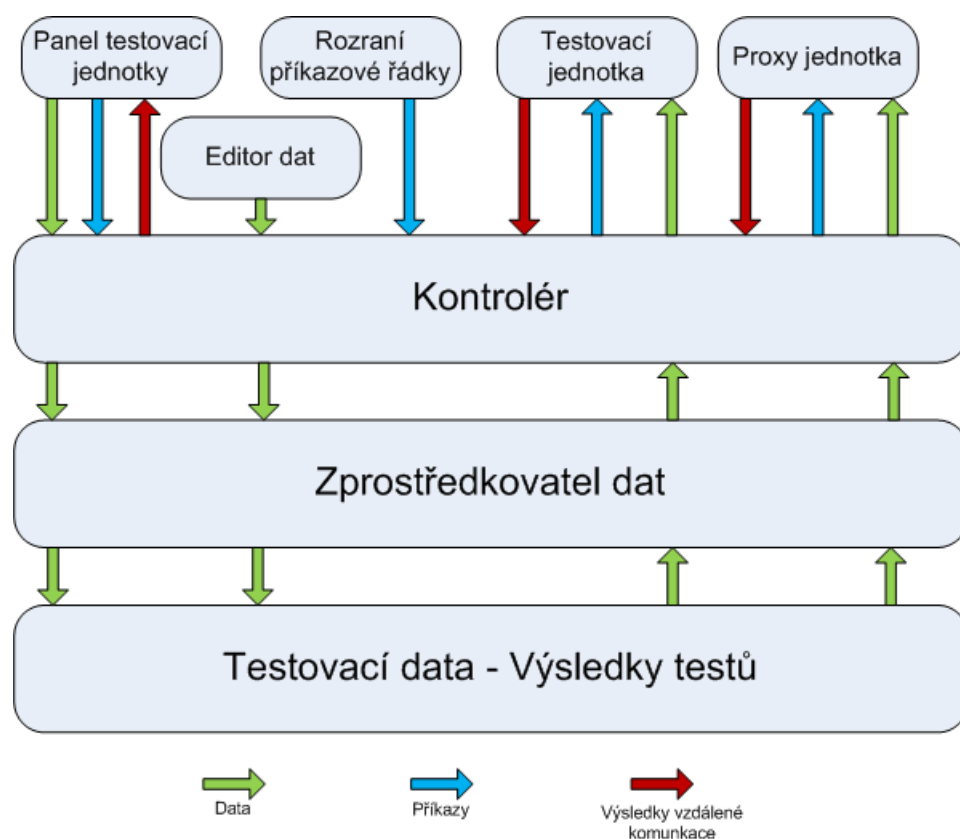 Panel testovací
jednotky
Rozraní
příkazové řádky
Testovací
jednotka
Proxy jednotka
Editor dat
Kontrolér
Zprostředkovatel dat
Testovací data - Výsledky testů
Data
Příkazy
Výsledky vzdálené
komunkace